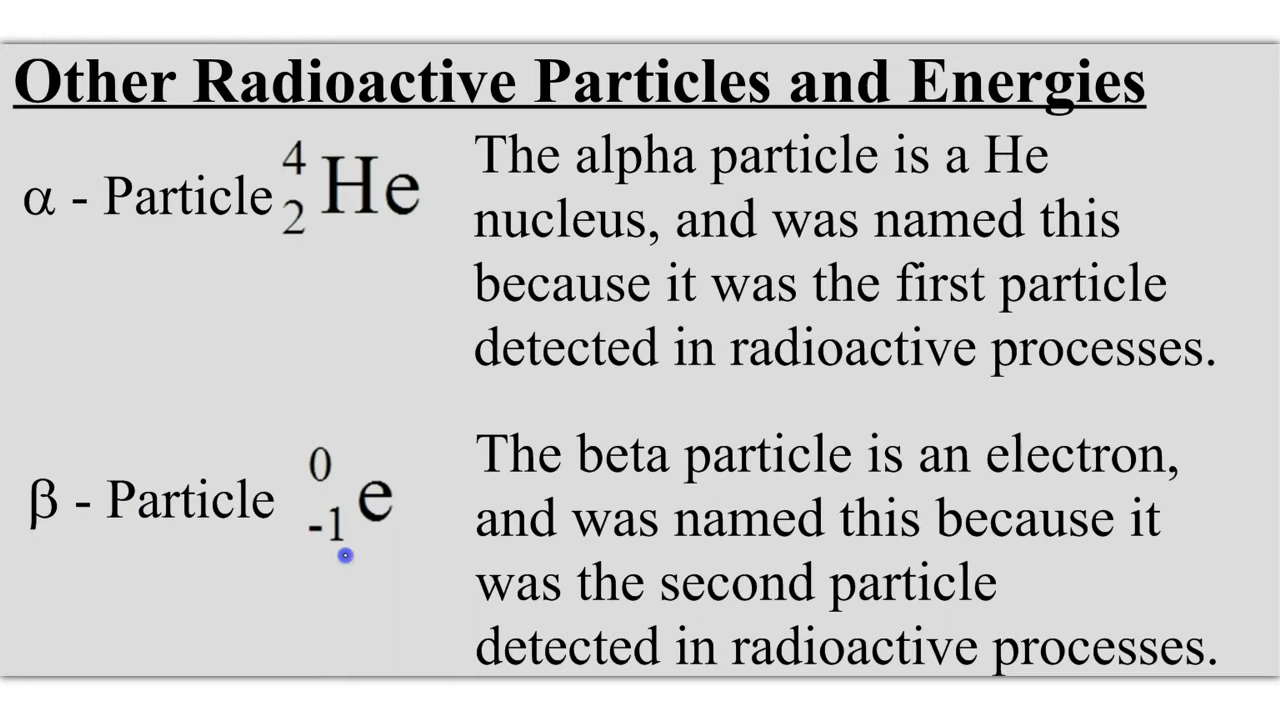 Other Radioactive Particles and Energies
α - Particle ⁴₂He
The alpha particle is a He
nucleus, and was named this
because it was the first particle
detected in radioactive processes.
β - Particle ⁰₋₁e
The beta particle is an electron,
and was named this because it
was the second particle
detected in radioactive processes.